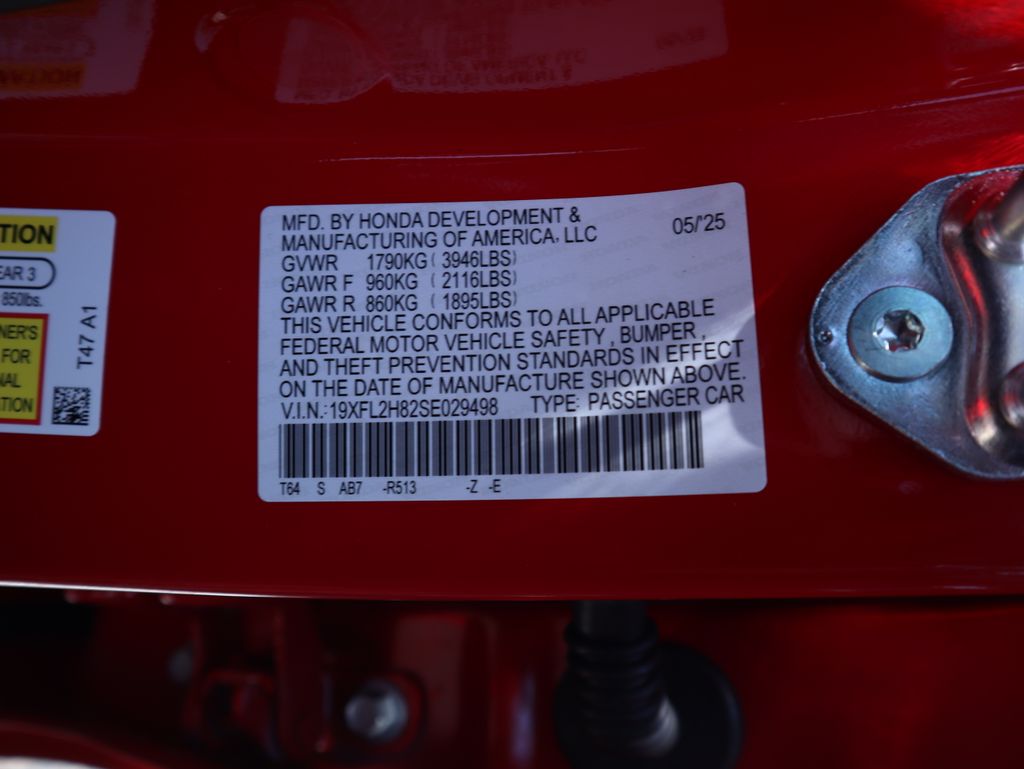 TION
EAR 3
850lbs.
NER'S
FOR
NAL
TION
T47 A1
MFD. BY HONDA DEVELOPMENT &
MANUFACTURING OF AMERICA, LLC 05/'25
GVWR 1790KG ( 3946LBS)
GAWR F 960KG ( 2116LBS)
GAWR R 860KG ( 1895LBS)
THIS VEHICLE CONFORMS TO ALL APPLICABLE
FEDERAL MOTOR VEHICLE SAFETY , BUMPER ,
AND THEFT PREVENTION STANDARDS IN EFFECT
ON THE DATE OF MANUFACTURE SHOWN ABOVE.
V.I.N.:19XFL2H82SE029498 TYPE: PASSENGER CAR
T64 S AB7 -R513 -Z -E